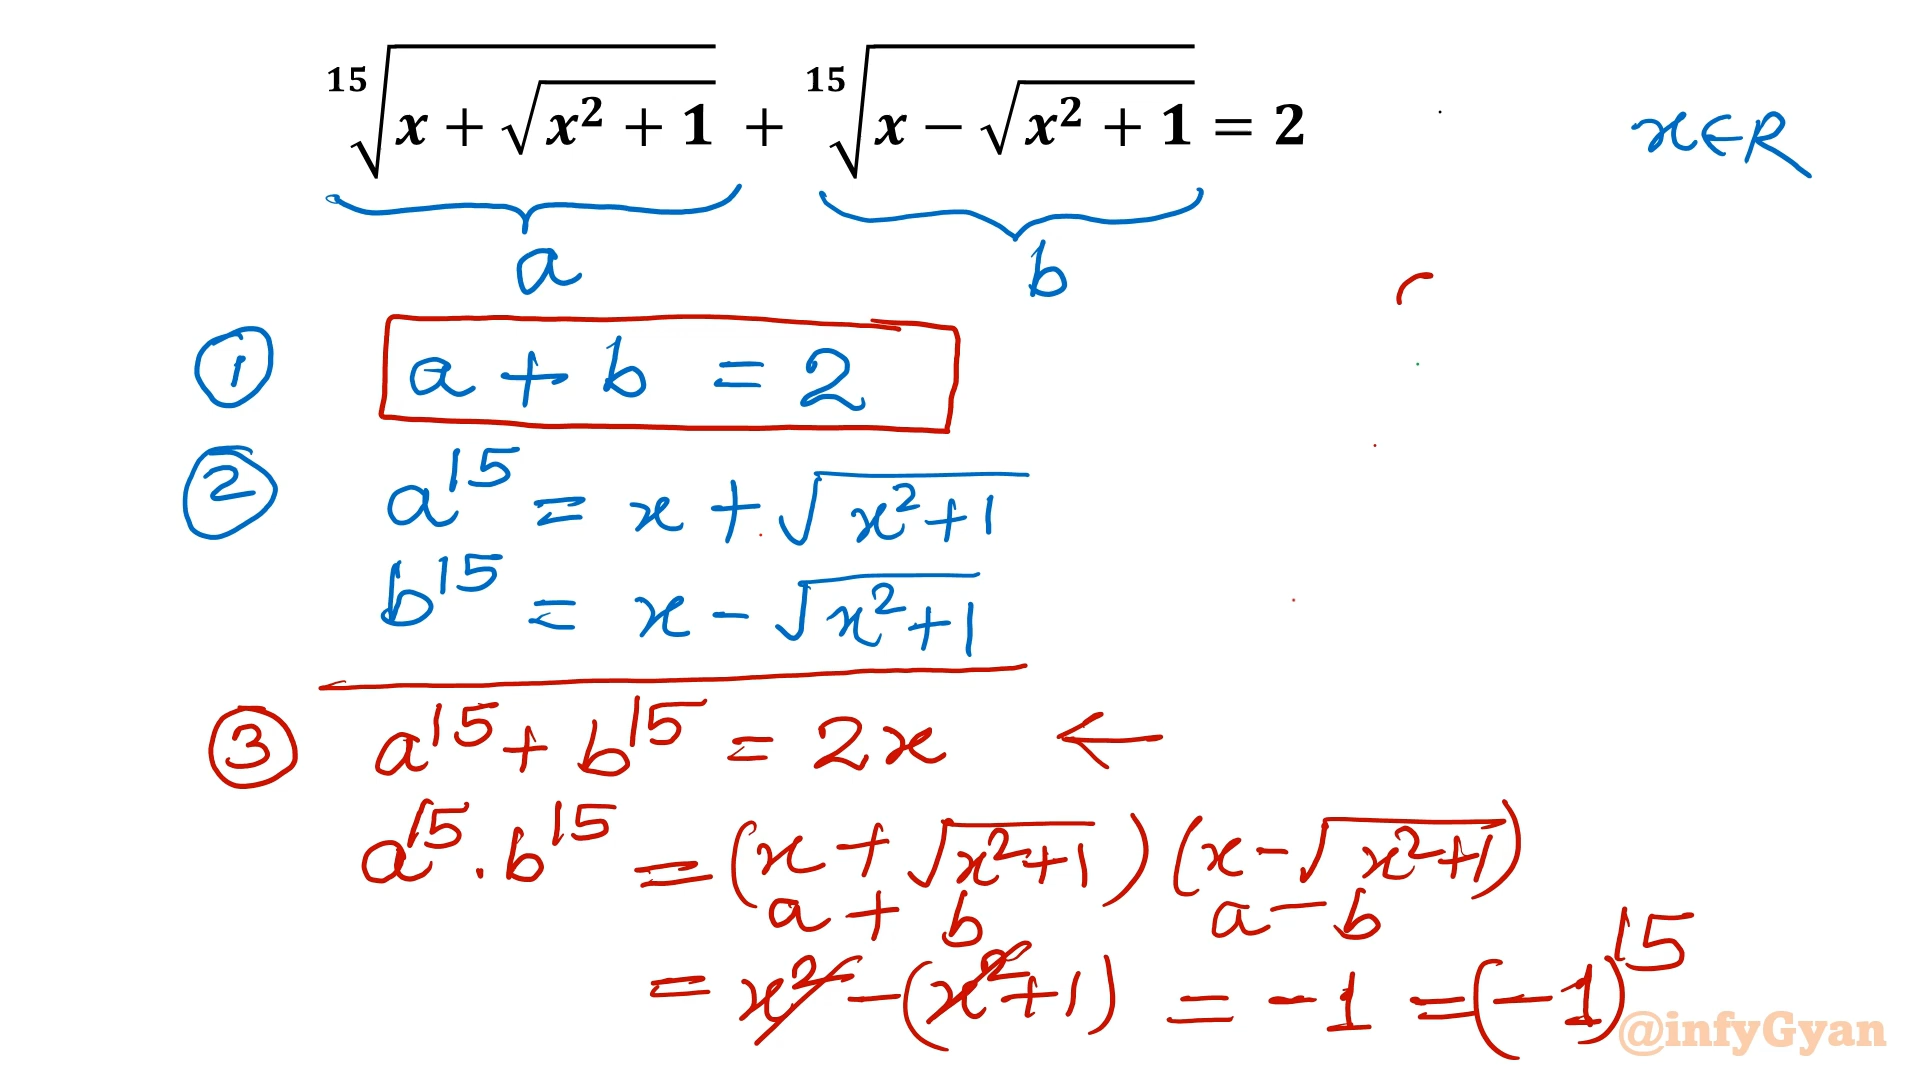 ¹⁵√(x + √(x² + 1)) + ¹⁵√(x − √(x² + 1)) = 2
x ∈ R
a b
① a + b = 2
② a¹⁵ = x + √(x² + 1)
b¹⁵ = x − √(x² + 1)
③ a¹⁵ + b¹⁵ = 2x ←
a¹⁵ · b¹⁵ = (x + √(x² + 1)) (x − √(x² + 1))
a + b a − b
= x² − (x² + 1) = −1 = (−1)¹⁵
@infyGyan